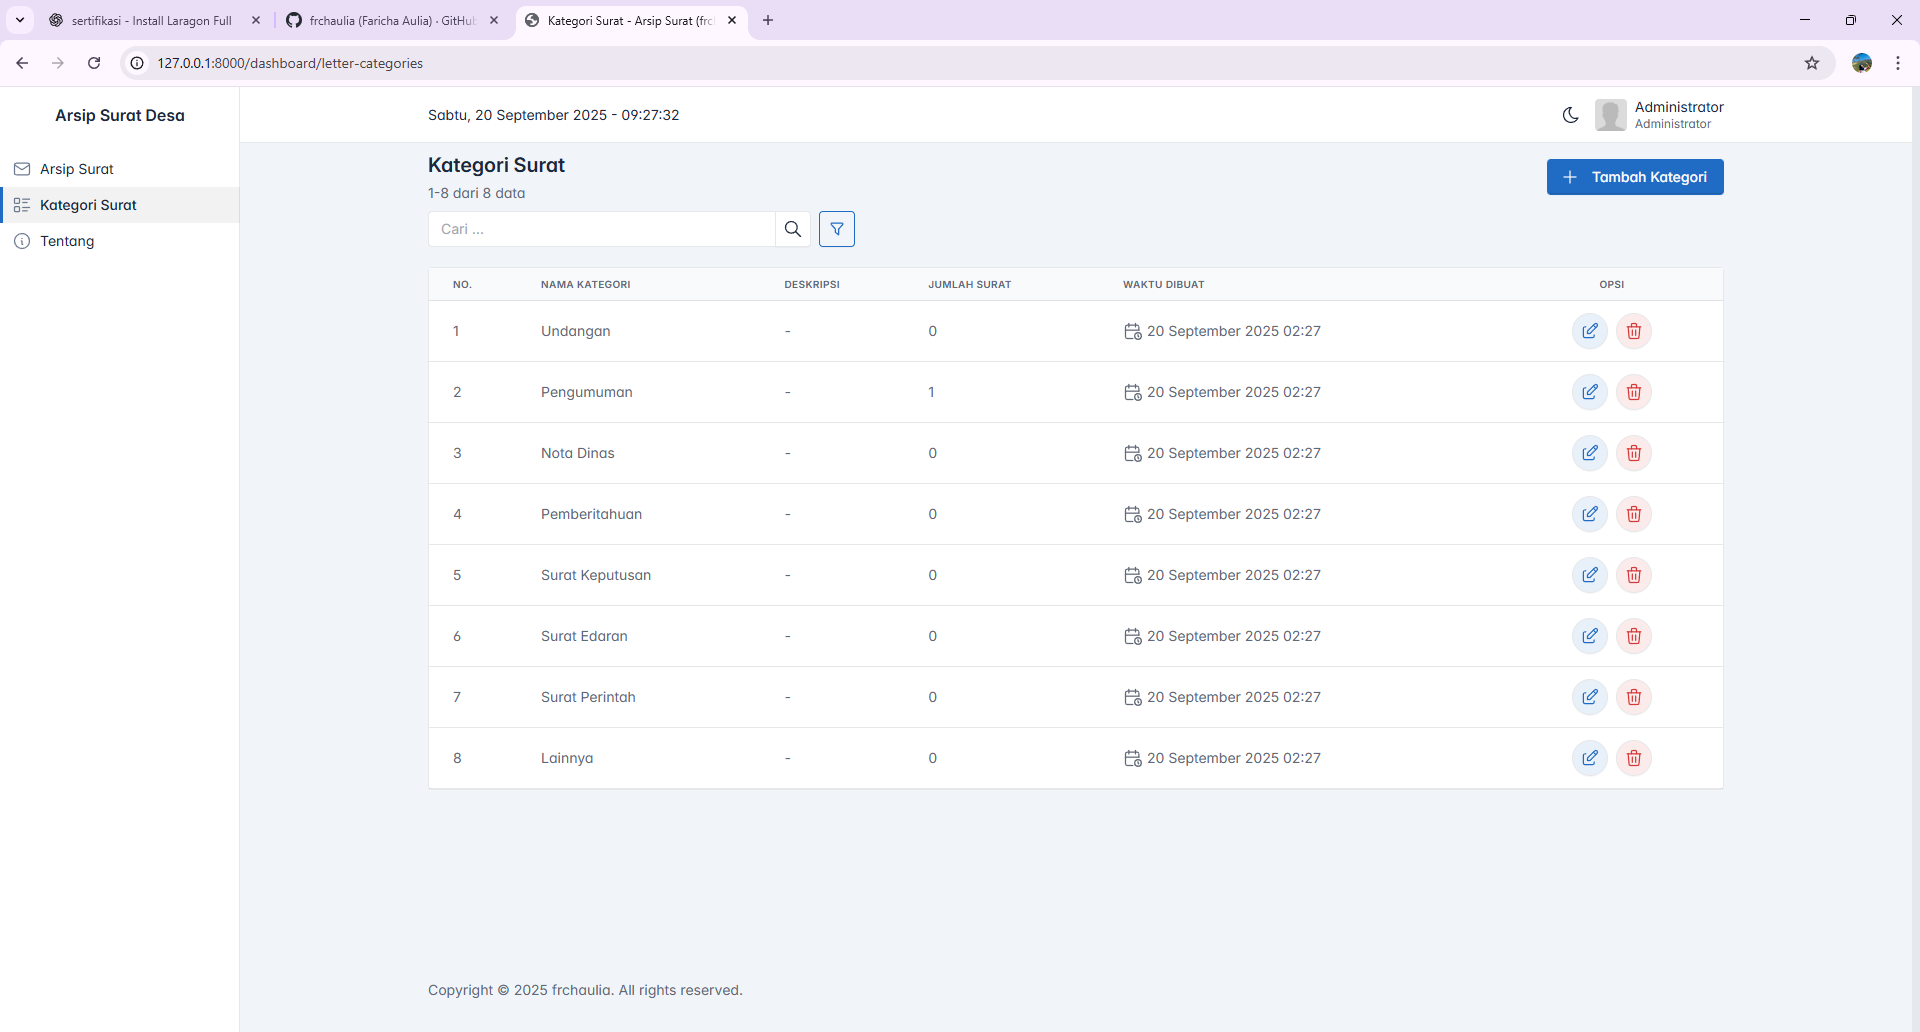 sertifikasi - Install Laragon Full
frchaulia (Faricha Aulia) · GitHub
Kategori Surat - Arsip Surat (frc
127.0.0.1:8000/dashboard/letter-categories
Arsip Surat Desa
Arsip Surat
Kategori Surat
Tentang
Sabtu, 20 September 2025 - 09:27:32
Administrator
Administrator
Kategori Surat
1-8 dari 8 data
Tambah Kategori
Cari ...
NO. NAMA KATEGORI DESKRIPSI JUMLAH SURAT WAKTU DIBUAT OPSI
1 Undangan - 0 20 September 2025 02:27
2 Pengumuman - 1 20 September 2025 02:27
3 Nota Dinas - 0 20 September 2025 02:27
4 Pemberitahuan - 0 20 September 2025 02:27
5 Surat Keputusan - 0 20 September 2025 02:27
6 Surat Edaran - 0 20 September 2025 02:27
7 Surat Perintah - 0 20 September 2025 02:27
8 Lainnya - 0 20 September 2025 02:27
Copyright © 2025 frchaulia. All rights reserved.